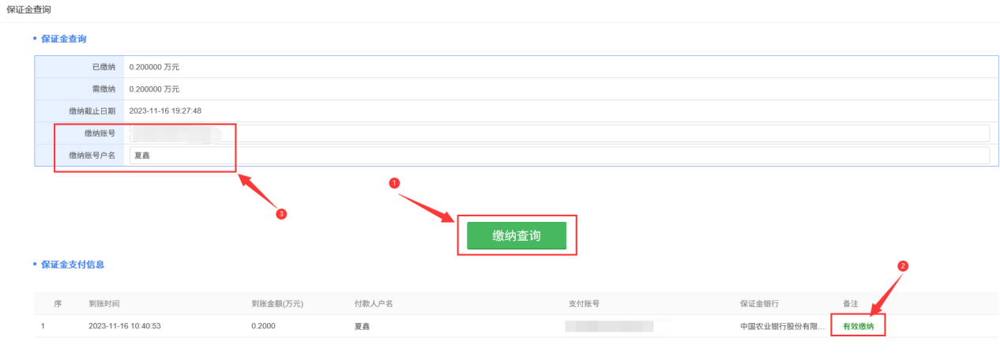 保证金查询
保证金查询
已缴纳 0.200000 万元
需缴纳 0.200000 万元
缴纳截止日期 2023-11-16 19:27:48
缴纳账号
缴纳账号户名 夏鑫
1
3
缴纳查询
保证金支付信息
2
序 到账时间 到账金额(万元) 付款人户名 支付账号 保证金银行 备注
1 2023-11-16 10:40:53 0.2000 夏鑫 中国农业银行股份有限... 有效缴纳